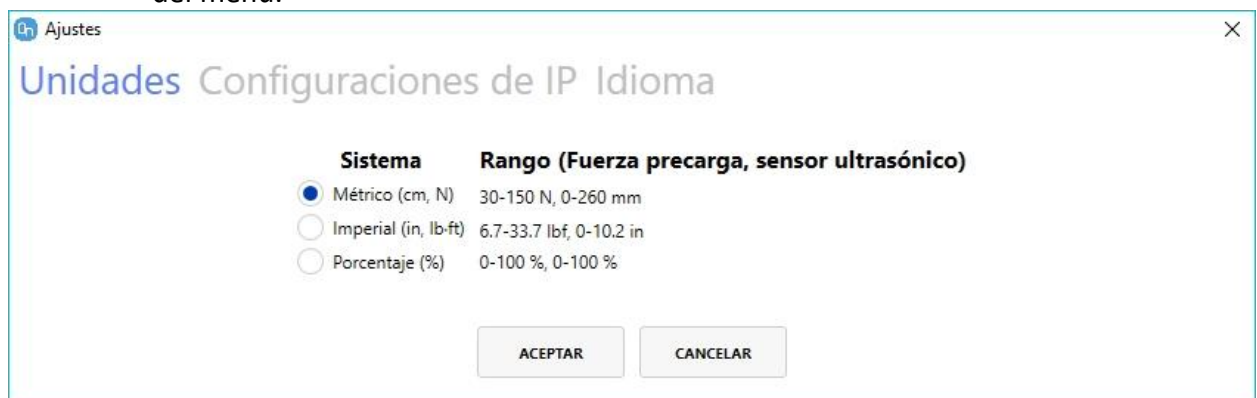 del menú.
Ajustes
Unidades Configuraciones de IP Idioma
Sistema Rango (Fuerza precarga, sensor ultrasónico)
Métrico (cm, N) 30-150 N, 0-260 mm
Imperial (in, lb·ft) 6.7-33.7 lbf, 0-10.2 in
Porcentaje (%) 0-100 %, 0-100 %
ACEPTAR CANCELAR